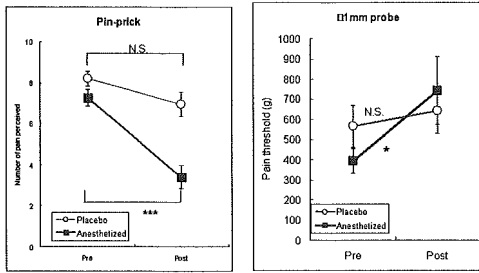 Pin-prick
N.S.
Number of pain perceived
10
8
6
4
2
0
***
Placebo
Anesthetized
Pre
Post
1mm probe
N.S.
*
Pain threshold (g)
1000
900
800
700
600
500
400
300
200
100
0
Placebo
Anesthetized
Pre
Post